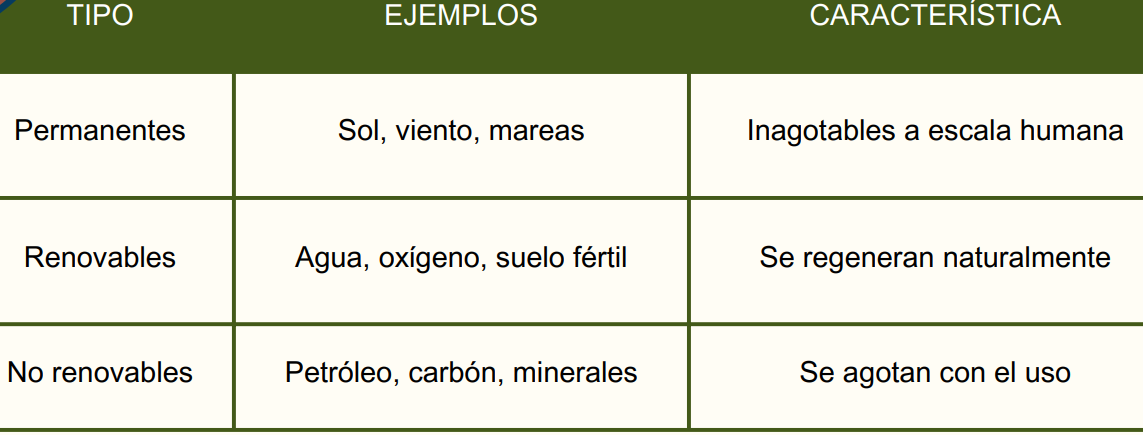 TIPO EJEMPLOS CARACTERÍSTICA
Permanentes Sol, viento, mareas Inagotables a escala humana
Renovables Agua, oxígeno, suelo fértil Se regeneran naturalmente
No renovables Petróleo, carbón, minerales Se agotan con el uso